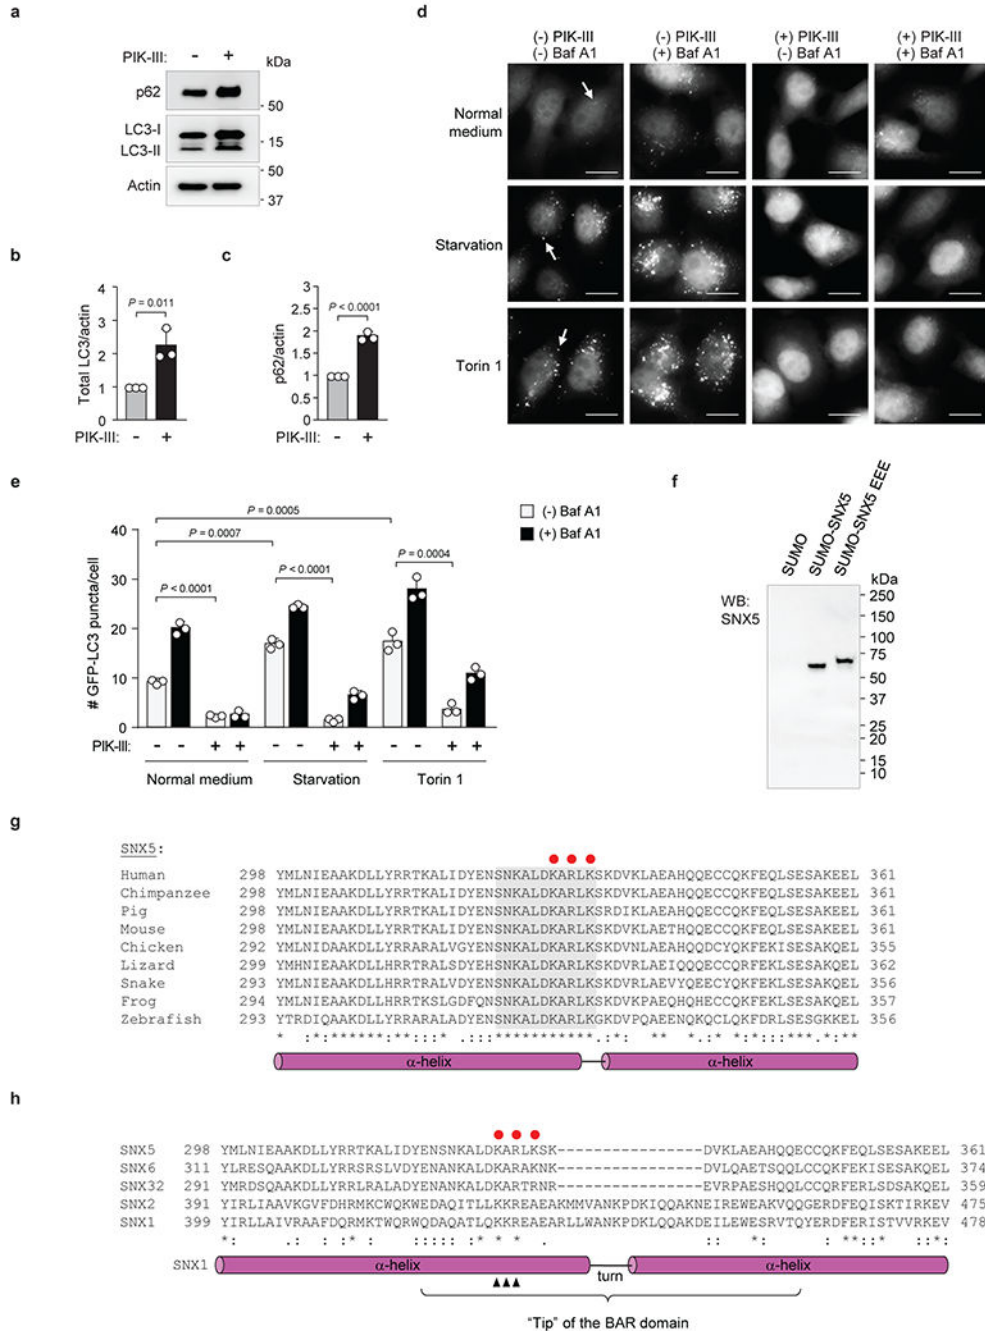 a
PIK-III: - +
kDa
p62
50
LC3-I
15
LC3-II
50
Actin
37
b
P = 0.011
Total LC3/actin
4
3
2
1
0
PIK-III: - +
c
P < 0.0001
p62/actin
3
2.5
2
1.5
1
0.5
0
PIK-III: - +
d
(-) PIK-III (-) PIK-III (+) PIK-III (+) PIK-III
(-) Baf A1 (+) Baf A1 (-) Baf A1 (+) Baf A1
Normal
medium
Starvation
Torin 1
e
(-) Baf A1
(+) Baf A1
P = 0.0005
P = 0.0007
P < 0.0001 P < 0.0001 P = 0.0004
# GFP-LC3 puncta/cell
40
30
20
10
0
PIK-III: - - + + - - + + - - + +
Normal medium Starvation Torin 1
f
SUMO
SUMO-SNX5
SUMO-SNX5 EEE
WB:
SNX5
kDa
250
150
100
75
50
37
25
20
15
10
g
SNX5:
Human 298 YMLNIEAAKDLLYRRTKALIDYENSNKALDKARLKSKDVKLAEAHQQECCQKFEQLSESAKEEL 361
Chimpanzee 298 YMLNIEAAKDLLYRRTKALIDYENSNKALDKARLKSKDVKLAEAHQQECCQKFEQLSESAKEEL 361
Pig 298 YMLNIEAAKDLLYRRTKALIDYENSNKALDKARLKSRDIKLAEAHQQECCQKFEQLSESAKEEL 361
Mouse 298 YMLNIEAAKDLLYRRTKALIDYENSNKALDKARLKSKDVKLAETHQQECCQKFEQLSESAKEEL 361
Chicken 292 YMLNIDAAKDLLYRRARALVGYENSNKALDKARLKSKDVNLAEAHQQDCYQKFEKISESAKQEL 355
Lizard 299 YMHNIEAAKDLLHRRTRALSDYEHSNKALDKARLKSKDVRLAEIQQQECCQRFEKLSESAKQEL 362
Snake 293 YMLNIEAAKDLLYRRTRALADYENSNKALDKARLKSKDVRLAEVYQECCYQKFEKLSESAKEEL 356
Frog 294 YMLNIEAAKDLLHRRTKSLGDFQNSNKALDKARLKSKDVKPAEQHQECCQKFEKLSESAKQEL 357
Zebrafish 293 YTRDIQAAKDLLYRRARALADYENSNKALDKARLKGKDVPQAEENQKQCLQKFDRLSESGKKEL 356
α-helix α-helix
h
SNX5 298 YMLNIEAAKDLLYRRTKALIDYENSNKALDKARLKSK----------------DVKLAEAHQQECCQKFEQLSESAKEEL 361
SNX6 311 YLRESQAAKDLLYRRSRSLVDYENANKALDKARAKNK----------------DVLQAETSQQLCCQKFEKISESAKQEL 374
SNX32 291 YMRDSQAAKDLLYRRLRALADYENANKALDKARTRNR----------------EVRPAESHQQLCCQRFERLSDSAKQEL 359
SNX2 391 YIRLIAAVKGVFDHRMKCWQKWEDAQITLLKKREAEAKMMVANKPDKIQQAKNEIREWESKVQQGERDFEQISKTIRKEV 475
SNX1 399 YIRLLAIVRAAFDQRMKTWQRWQDAQATLQKKREAEARLLWANKPDKLQQAKDEILEWESRVTQYERDFERISTVVRKEV 478
SNX1 α-helix turn α-helix
"Tip" of the BAR domain